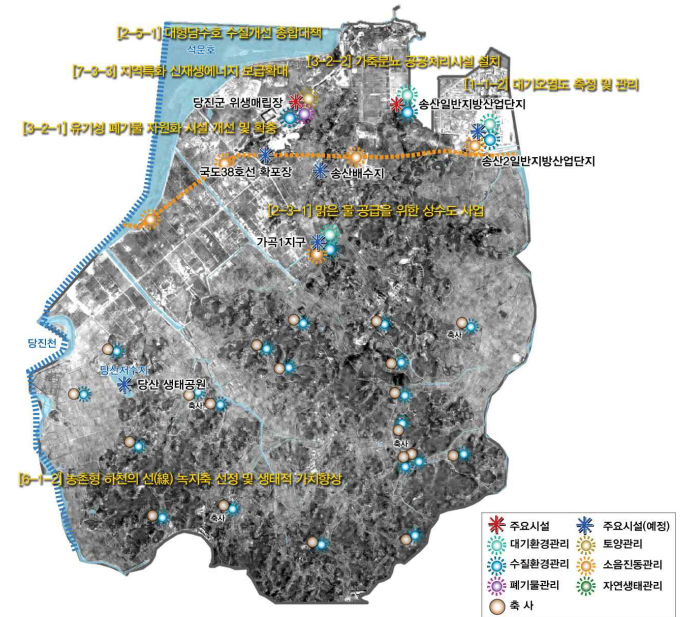 [2-5-1] 대형담수호 수질개선 종합대책
석문호
[3-2-2] 가축분뇨 공공처리시설 설치
[7-3-3] 지역특화 신재생에너지 보급확대
[1-1-2] 대기오염도 측정 및 관리
당진군 위생매립장
송산일반지방산업단지
[3-2-1] 유기성 폐기물 자원화 시설 개선 및 확충
송산2일반지방산업단지
국도38호선 확포장
송산배수지
[2-3-1] 맑은 물 공급을 위한 상수도 사업
가곡1지구
축사
당진천
당산저수지
당산 생태공원
축사
축사
[6-1-2] 농촌형 하천의 선(線) 녹지축 선정 및 생태적 가치향상
축사
주요시설
주요시설(예정)
대기환경관리
토양관리
수질환경관리
소음진동관리
폐기물관리
자연생태관리
축 사